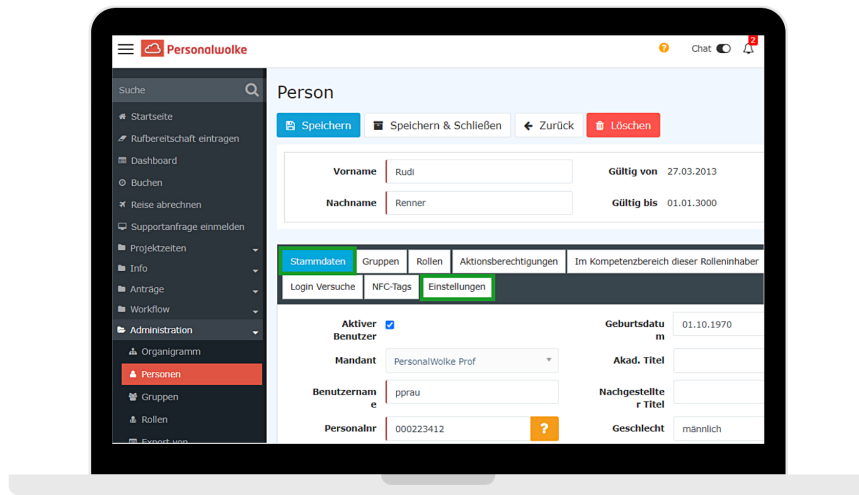 Personalwolke
Chat
2
Suche
Startseite
Rufbereitschaft eintragen
Dashboard
Buchen
Reise abrechnen
Supportanfrage einmelden
Projektzeiten
Info
Anträge
Workflow
Administration
Organigramm
Personen
Gruppen
Rollen
Export von
Person
Speichern
Speichern & Schließen
Zurück
Löschen
Vorname Rudi Gültig von 27.03.2013
Nachname Renner Gültig bis 01.01.3000
Stammdaten Gruppen Rollen Aktionsberechtigungen Im Kompetenzbereich dieser Rolleninhaber
Login Versuche NFC-Tags Einstellungen
Aktiver
Benutzer
Geburtsdatu
m
01.10.1970
Mandant PersonalWolke Prof Akad. Titel
Benutzernam
e
pprau
Nachgestellte
r Titel
Personalnr 000223412 ? Geschlecht männlich